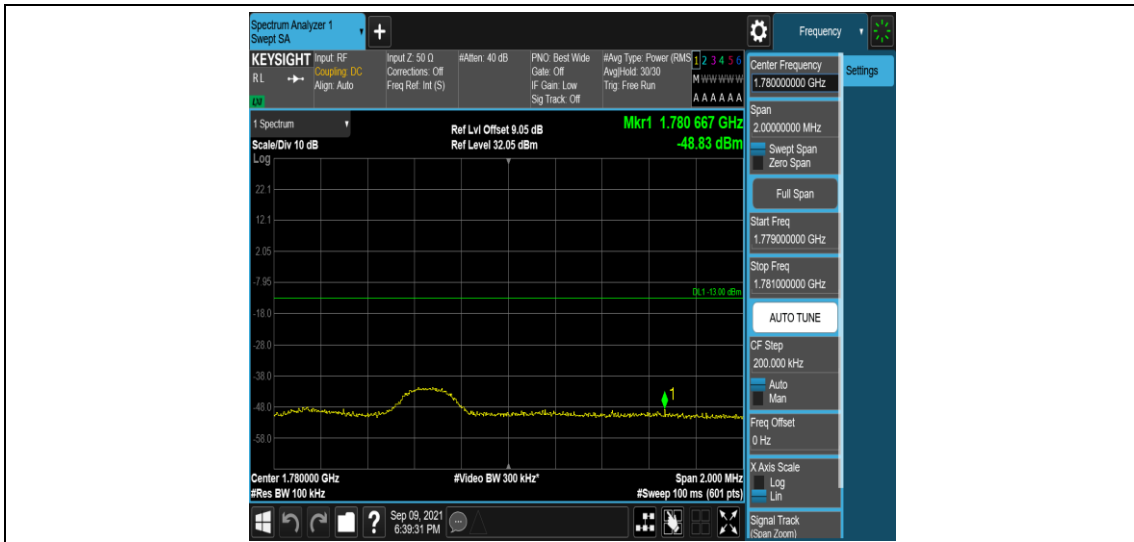 Spectrum Analyzer 1
Swept SA
+
Frequency
KEYSIGHT
RL
LXI
Input: RF
Coupling: DC
Align: Auto
Input Z: 50 Ω
Corrections: Off
Freq Ref: Int (S)
#Atten: 40 dB
PNO: Best Wide
Gate: Off
IF Gain: Low
Sig Track: Off
#Avg Type: Power (RMS
Avg|Hold: 30/30
Trig: Free Run
1 2 3 4 5 6
M W W W W W
A A A A A A
1 Spectrum
Scale/Div 10 dB
Log
Ref Lvl Offset 9.05 dB
Ref Level 32.05 dBm
Mkr1 1.780 667 GHz
-48.83 dBm
22.1
12.1
2.05
-7.95
DL1 -13.00 dBm
-18.0
-28.0
-38.0
1
-48.0
-58.0
Center 1.780000 GHz
#Res BW 100 kHz
#Video BW 300 kHz*
Span 2.000 MHz
#Sweep 100 ms (601 pts)
?
Sep 09, 2021
6:39:31 PM
Center Frequency
1.780000000 GHz
Span
2.00000000 MHz
Swept Span
Zero Span
Full Span
Start Freq
1.779000000 GHz
Stop Freq
1.781000000 GHz
AUTO TUNE
CF Step
200.000 kHz
Auto
Man
Freq Offset
0 Hz
X Axis Scale
Log
Lin
Signal Track
(Span Zoom)
Settings